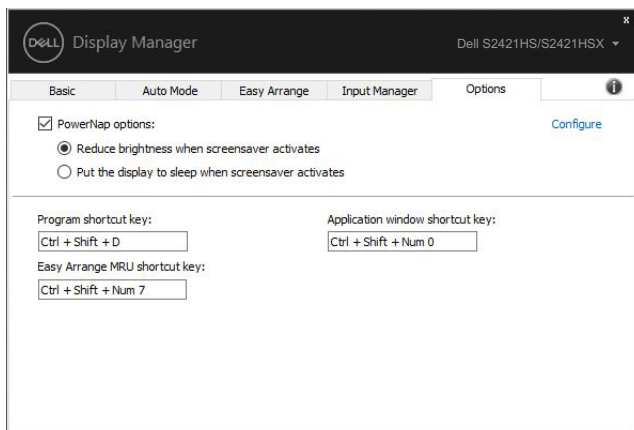 x
DELL Display Manager
Dell S2421HS/S2421HSX
Basic Auto Mode Easy Arrange Input Manager Options
PowerNap options: Configure
Reduce brightness when screensaver activates
Put the display to sleep when screensaver activates
Program shortcut key: Application window shortcut key:
Ctrl + Shift + D Ctrl + Shift + Num 0
Easy Arrange MRU shortcut key:
Ctrl + Shift + Num 7